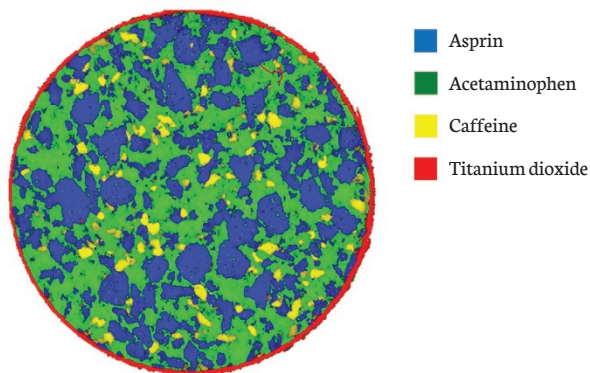 Asprin
Acetaminophen
Caffeine
Titanium dioxide